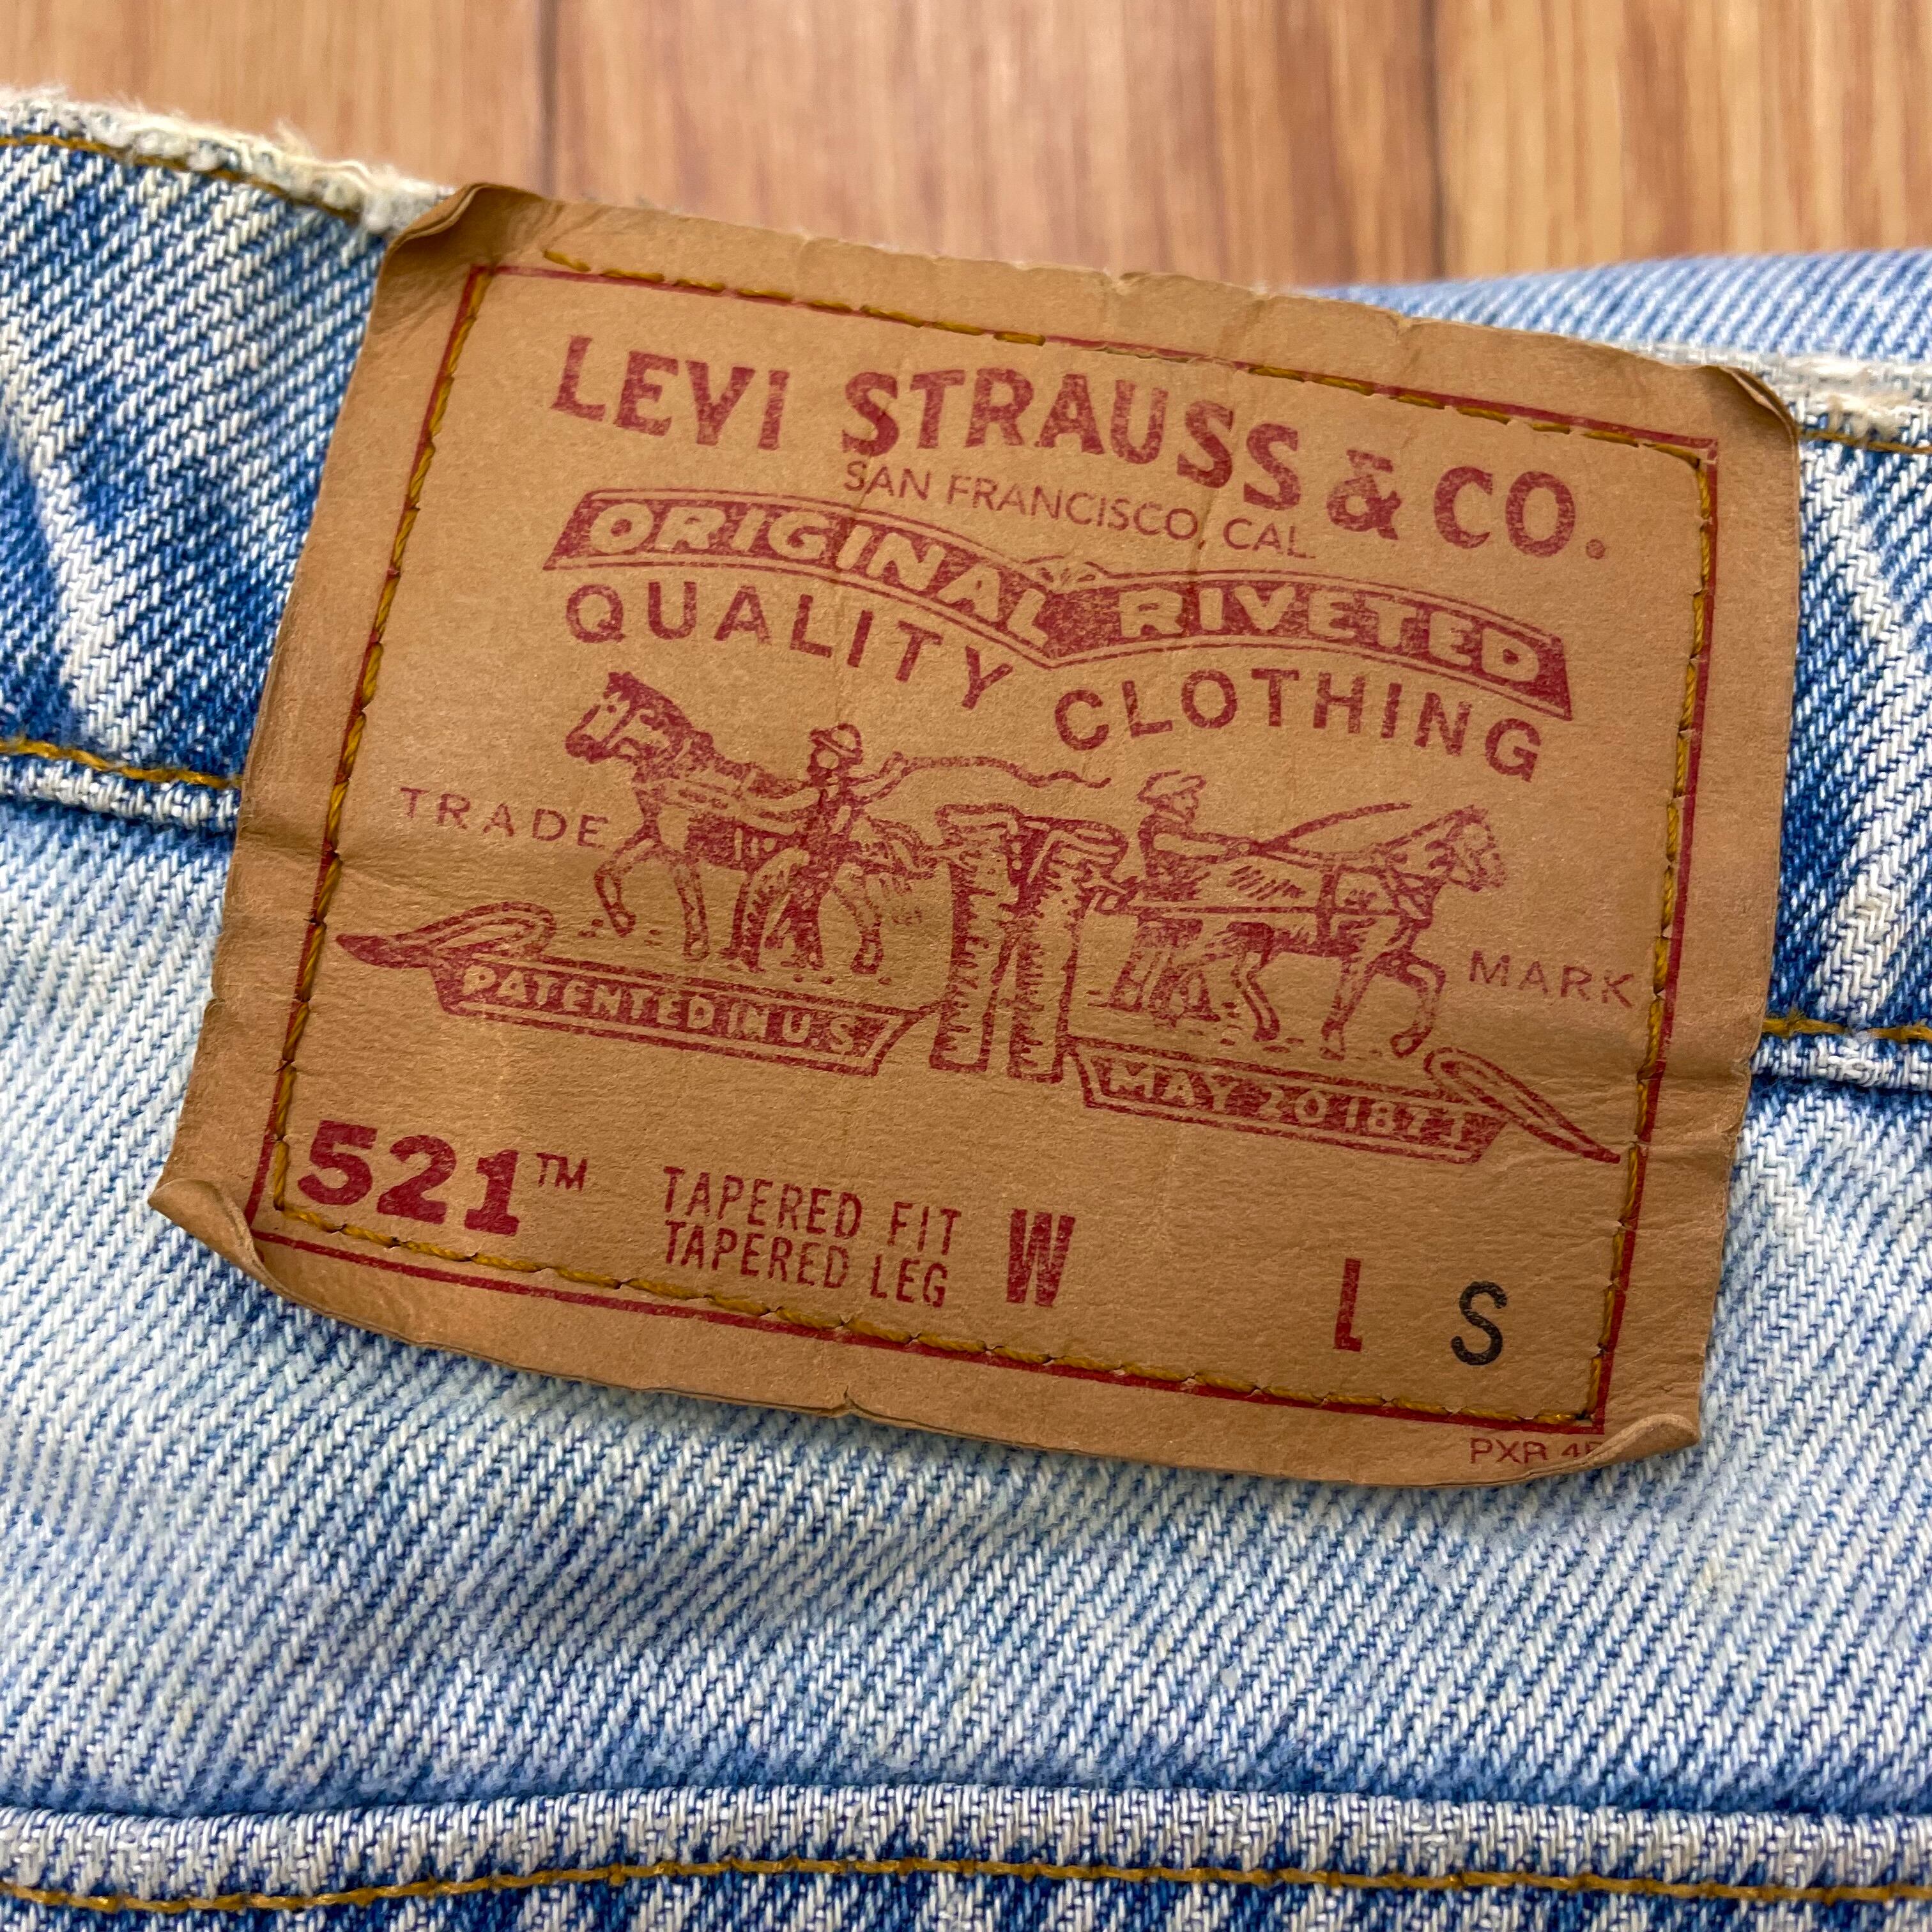 LEVI STRAUSS & CO.
SAN FRANCISCO, CAL.
ORIGINAL RIVETED
QUALITY CLOTHING
TRADE MARK
PATENTED IN U S
MAY 20 1873
521™ TAPERED FIT W L S
TAPERED LEG
PXR